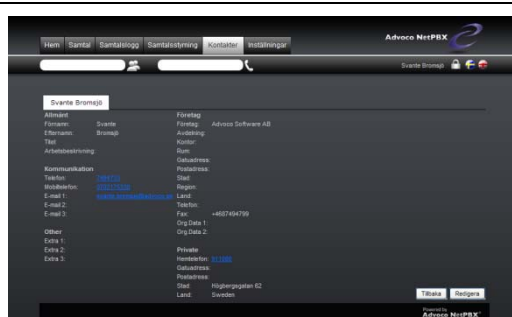 Advoco NetPBX
Hem Samtal Samtalslogg Samtalsstyrning Kontakter Inställningar
Svante Bromsjö
Svante Bromsjö
Allmänt
Förnamn: Svante
Efternamn: Bromsjö
Titel:
Arbetsbeskrivning:
Kommunikation
Telefon:
Mobiltelefon:
E-mail 1:
E-mail 2:
E-mail 3:
Other
Extra 1:
Extra 2:
Extra 3:
Företag
Företag: Advoco Software AB
Avdelning:
Kontor:
Rum:
Gatuadress:
Postadress:
Stad:
Region:
Land:
Telefon:
Fax: +4687494799
Org.Data 1:
Org.Data 2:
Private
Hemtelefon:
Gatuadress:
Postadress:
Stad: Högbergsgatan 62
Land: Sweden
Tillbaka Redigera
Powered by
Advoco NetPBX